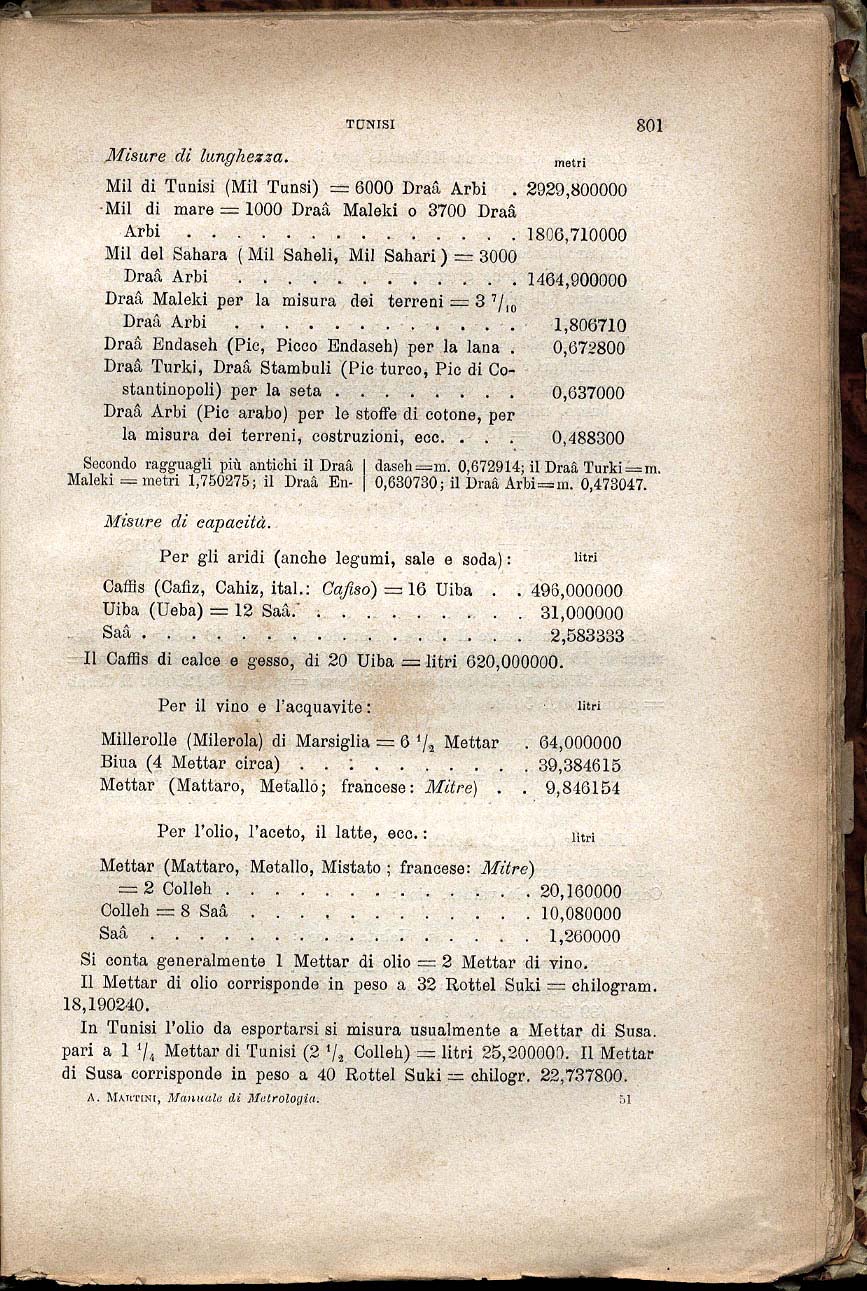 TUNISI 801
Misure di lunghezza. metri
Mil di Tunisi (Mil Tunsi) = 6000 Draâ Arbi . 2929,800000
Mil di mare = 1000 Draâ Maleki o 3700 Draâ
Arbi . . . . . . . . . . . . . . 1806,710000
Mil del Sahara (Mil Saheli, Mil Sahari) = 3000
Draâ Arbi . . . . . . . . . . . . 1464,900000
Draâ Maleki per la misura dei terreni = 3 7/10
Draâ Arbi . . . . . . . . . . . . 1,806710
Draâ Endaseh (Pic, Picco Endaseh) per la lana . 0,672800
Draâ Turki, Draâ Stambuli (Pic turco, Pic di Co-
stantinopoli) per la seta . . . . . . . . 0,637000
Draâ Arbi (Pic arabo) per le stoffe di cotone, per
la misura dei terreni, costruzioni, ecc. . . . 0,488300
Secondo ragguagli più antichi il Draâ
Maleki = metri 1,750275; il Draâ En-
daseh = m. 0,672914; il Draâ Turki = m.
0,630730; il Draâ Arbi = m. 0,473047.
Misure di capacità.
Per gli aridi (anche legumi, sale e soda): litri
Caffis (Cafiz, Cahiz, ital.: Cafiso) = 16 Uiba . . 496,000000
Uiba (Ueba) = 12 Saâ. . . . . . . . . . 31,000000
Saâ . . . . . . . . . . . . . . . . 2,583333
Il Caffis di calce e gesso, di 20 Uiba = litri 620,000000.
Per il vino e l'acquavite: litri
Millerolle (Milerola) di Marsiglia = 6 1/2 Mettar . 64,000000
Biua (4 Mettar circa) . . . . . . . . . . 39,384615
Mettar (Mattaro, Metallo; francese: Mitre) . . 9,846154
Per l'olio, l'aceto, il latte, ecc.: litri
Mettar (Mattaro, Metallo, Mistato ; francese: Mitre)
= 2 Colleh . . . . . . . . . . . . . 20,160000
Colleh = 8 Saâ . . . . . . . . . . . . 10,080000
Saâ . . . . . . . . . . . . . . . . 1,260000
Si conta generalmente 1 Mettar di olio = 2 Mettar di vino.
Il Mettar di olio corrisponde in peso a 32 Rottel Suki = chilogram.
18,190240.
In Tunisi l'olio da esportarsi si misura usualmente a Mettar di Susa.
pari a 1 1/4 Mettar di Tunisi (2 1/2 Colleh) = litri 25,200000. Il Mettar
di Susa corrisponde in peso a 40 Rottel Suki = chilogr. 22,737800.
A. MARTINI, Manuale di Metrologia. 51